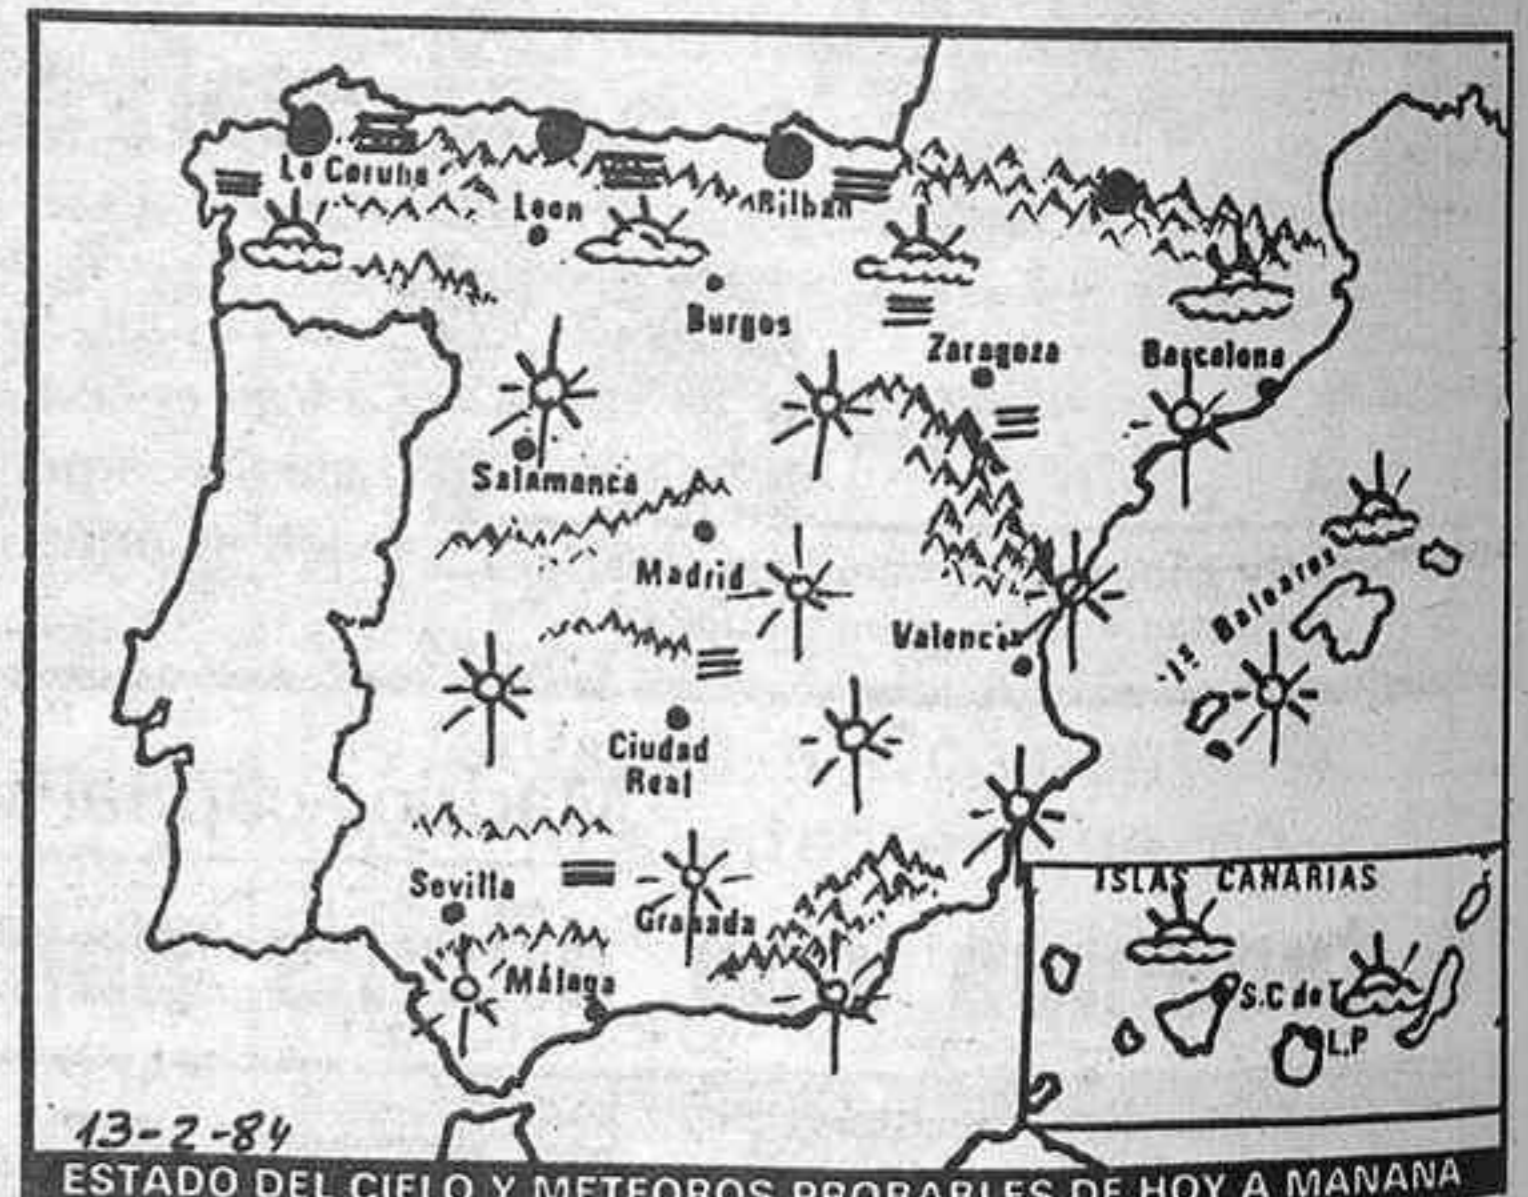 La Coruña
Leon
Bilbao
Burgos
Zaragoza
Barcelona
Salamanca
Madrid
Iª Baleares
Valencia
Ciudad
Real
Sevilla
Granada
Málaga
ISLAS CANARIAS
S.C de T.
L.P
13-2-84
ESTADO DEL CIELO Y METEOROS PROBABLES DE HOY A MAÑANA